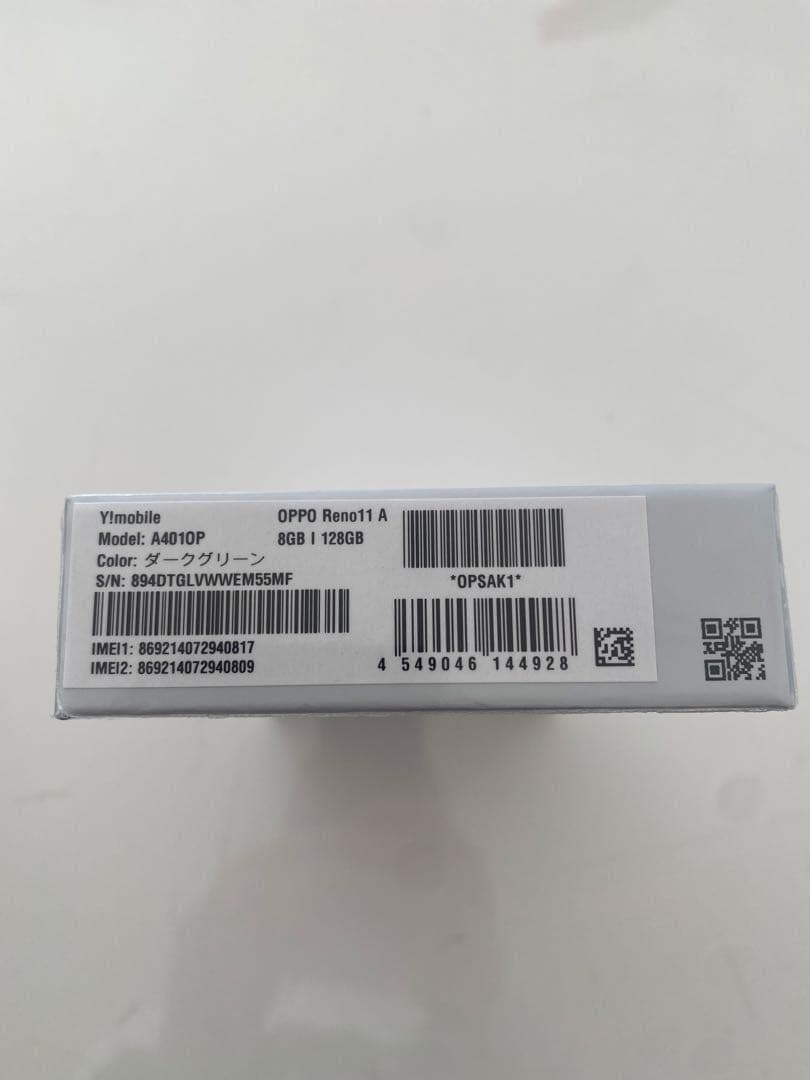 Y!mobile OPPO Reno11 A
Model: A401OP 8GB | 128GB
Color: ダークグリーン
S/N: 894DTGLVWWEM55MF
*OPSAK1*
IMEI1: 869214072940817
IMEI2: 869214072940809
4 549046 144928